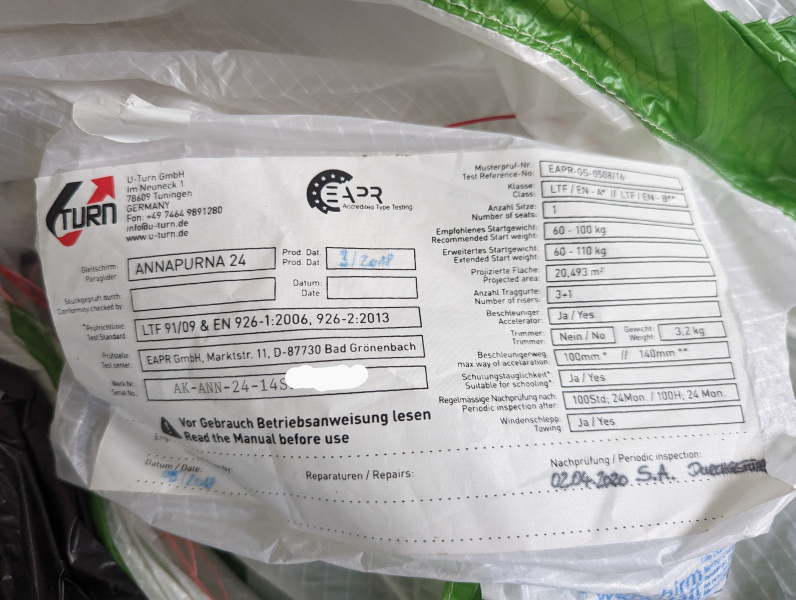 U-Turn GmbH
Im Neuneck 1
78609 Tuningen
GERMANY
Fon: +49 7464 9891280
info@u-turn.de
www.u-turn.de
TURN
EAPR
Accredited Type Testing
Gleitschirm: ANNAPURNA 24
Paraglider:
Prod. Dat. 3/2018
Prod. Dat.
Stückgeprüft durch:
Conformity checked by:
Datum:
Date
*Prüfrichtlinie: LTF 91/09 & EN 926-1:2006, 926-2:2013
Test Standard:
Prüfstelle: EAPR GmbH, Marktstr. 11, D-87730 Bad Grönenbach
Test center:
Werk Nr. AK-ANN-24-14S
Serial No.
Vor Gebrauch Betriebsanweisung lesen
Read the Manual before use
Musterprüf-Nr. EAPR-GS-0508/16
Test Reference-No:
Klasse: LTF / EN - A* // LTF / EN - B**
Class:
Anzahl Sitze: 1
Number of seats:
Empfohlenes Startgewicht: 60 - 100 kg
Recommended Start weight:
Erweitertes Startgewicht: 60 - 110 kg
Extended Start weight:
Projizierte Fläche: 20,493 m²
Projected area:
Anzahl Traggurte: 3+1
Number of risers:
Beschleuniger: Ja / Yes
Accelerator:
Trimmer: Nein / No
Trimmer:
Gewicht: 3,2 kg
Weight:
Beschleunigerweg: 100mm * // 140mm **
max way of accelaration:
Schulungstauglichkeit* Ja / Yes
Suitable for schooling*
Regelmässige Nachprüfung nach: 100Std; 24Mon. / 100H; 24 Mon.
Periodic inspection after:
Windenschlepp: Ja / Yes
Towing:
Datum / Date:
Reparaturen / Repairs:
Nachprüfung / Periodic inspection:
02.04.2020 S.A.